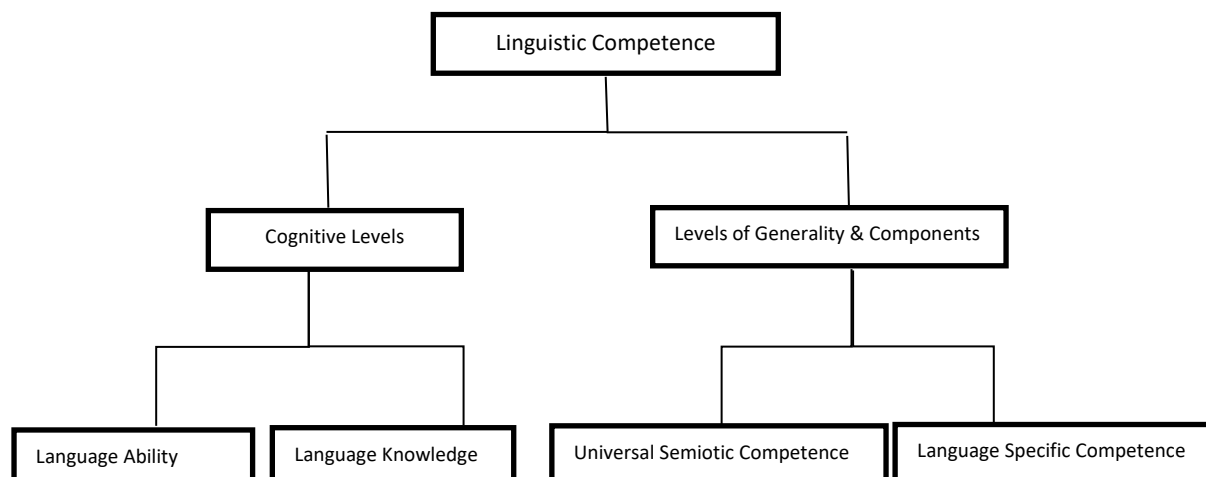 Linguistic Competence
Cognitive Levels
Levels of Generality & Components
Language Ability
Language Knowledge
Universal Semiotic Competence
Language Specific Competence